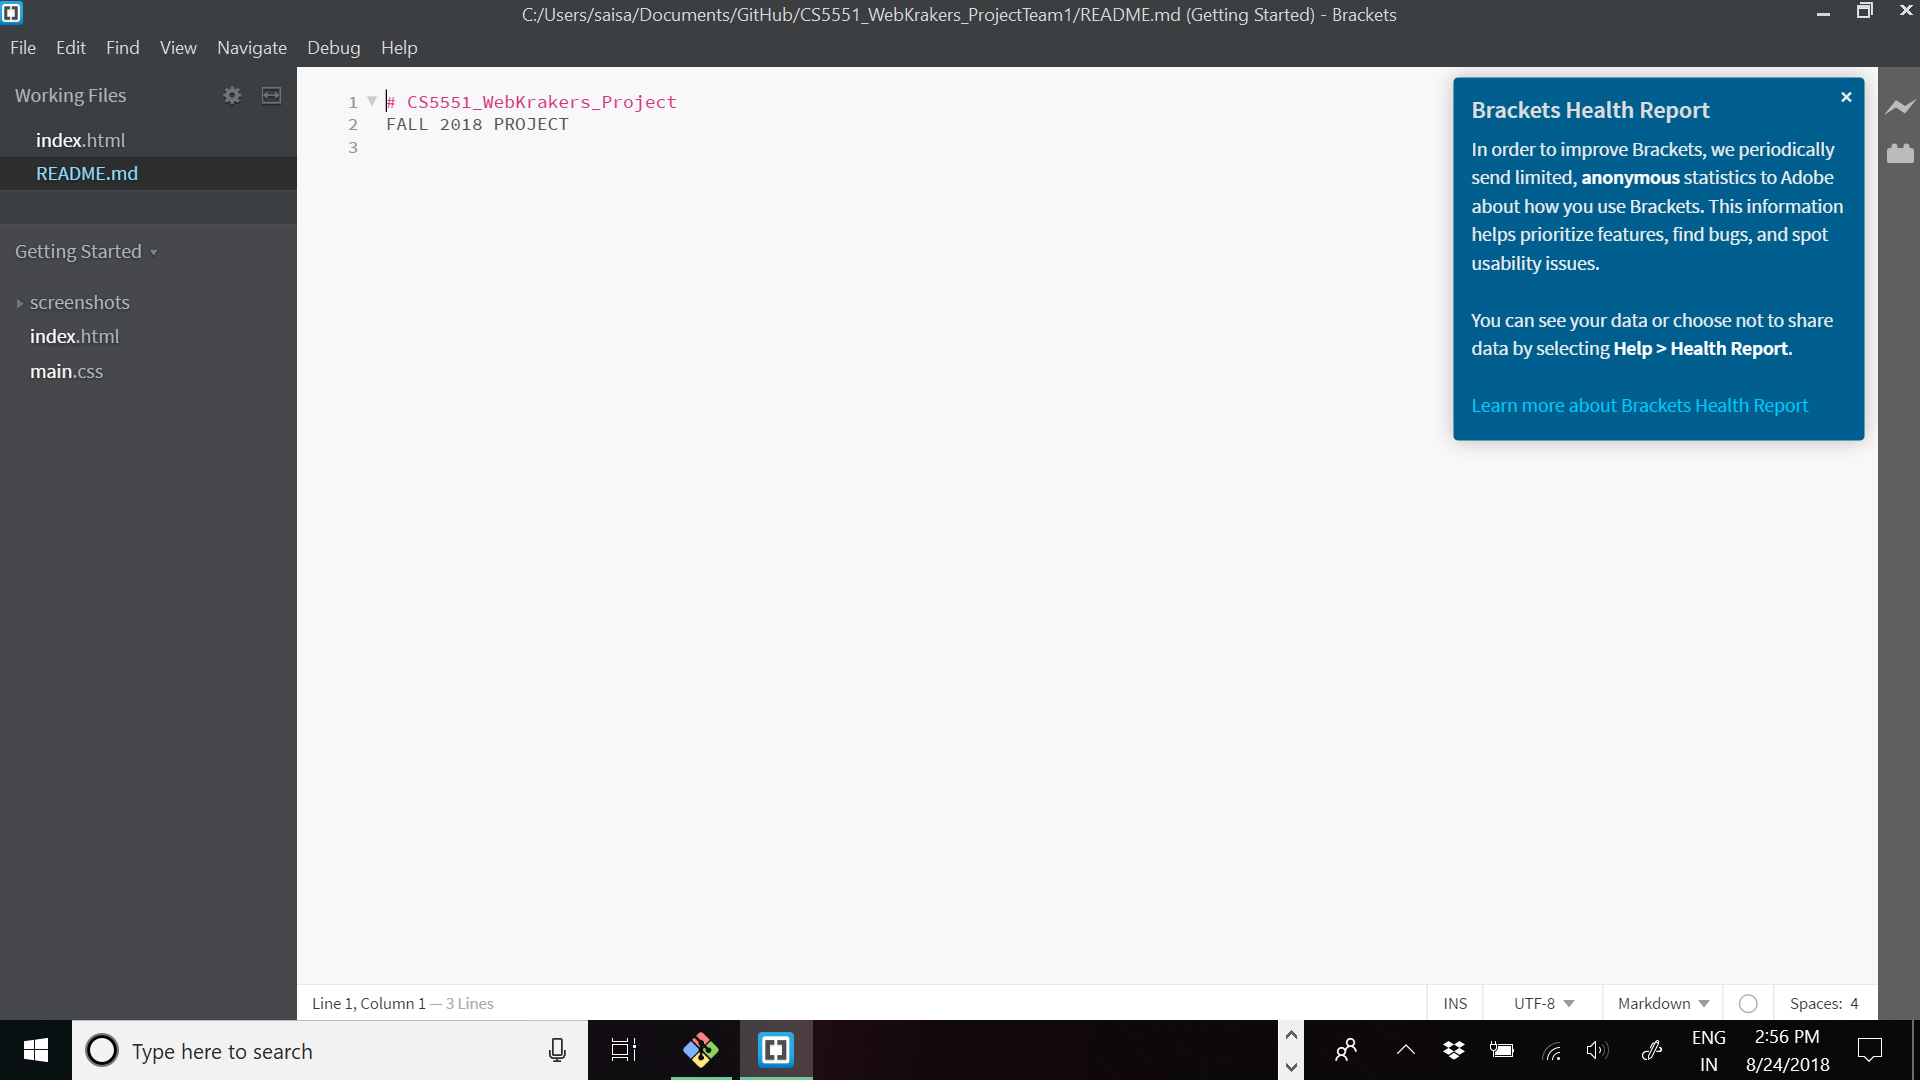 C:/Users/saisa/Documents/GitHub/CS5551_WebKrakers_ProjectTeam1/README.md (Getting Started) - Brackets
File Edit Find View Navigate Debug Help
Working Files
index.html
README.md
Getting Started
screenshots
index.html
main.css
1 # CS5551_WebKrakers_Project
2 FALL 2018 PROJECT
3
Brackets Health Report
In order to improve Brackets, we periodically
send limited, anonymous statistics to Adobe
about how you use Brackets. This information
helps prioritize features, find bugs, and spot
usability issues.
You can see your data or choose not to share
data by selecting Help > Health Report.
Learn more about Brackets Health Report
Line 1, Column 1 — 3 Lines
INS UTF-8 Markdown Spaces: 4
Type here to search
ENG
IN
2:56 PM
8/24/2018